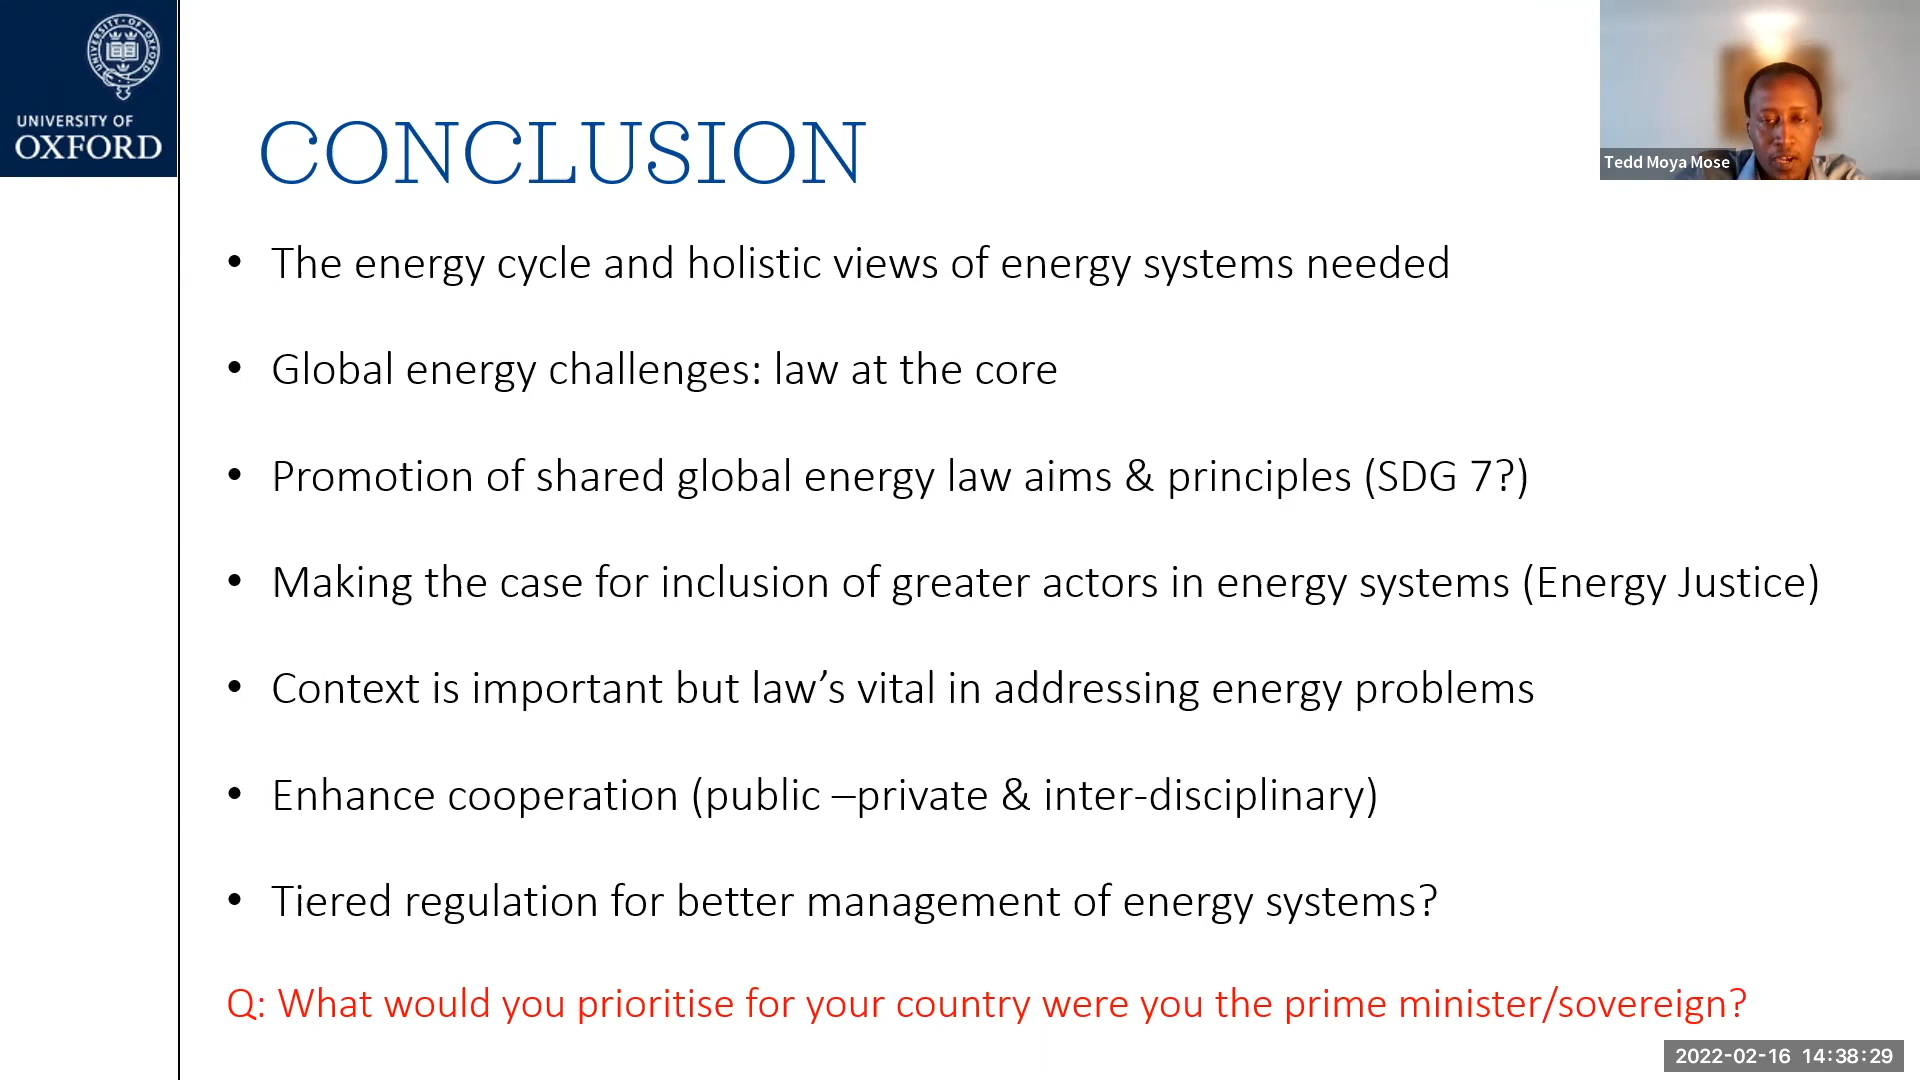 UNIVERSITY OF OXFORD
UNIVERSITY OF
OXFORD
CONCLUSION
Tedd Moya Mose
• The energy cycle and holistic views of energy systems needed
• Global energy challenges: law at the core
• Promotion of shared global energy law aims & principles (SDG 7?)
• Making the case for inclusion of greater actors in energy systems (Energy Justice)
• Context is important but law’s vital in addressing energy problems
• Enhance cooperation (public –private & inter-disciplinary)
• Tiered regulation for better management of energy systems?
Q: What would you prioritise for your country were you the prime minister/sovereign?
2022-02-16 14:38:29